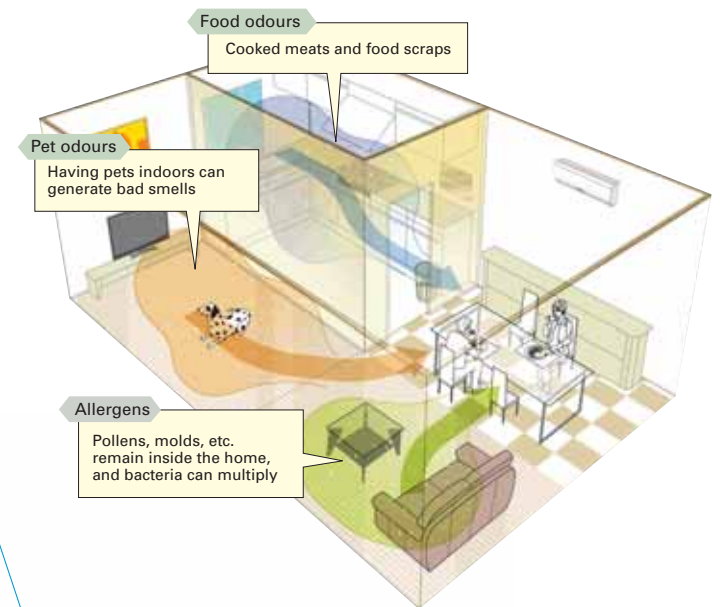 Food odours
Cooked meats and food scraps
Pet odours
Having pets indoors can
generate bad smells
Allergens
Pollens, molds, etc.
remain inside the home,
and bacteria can multiply